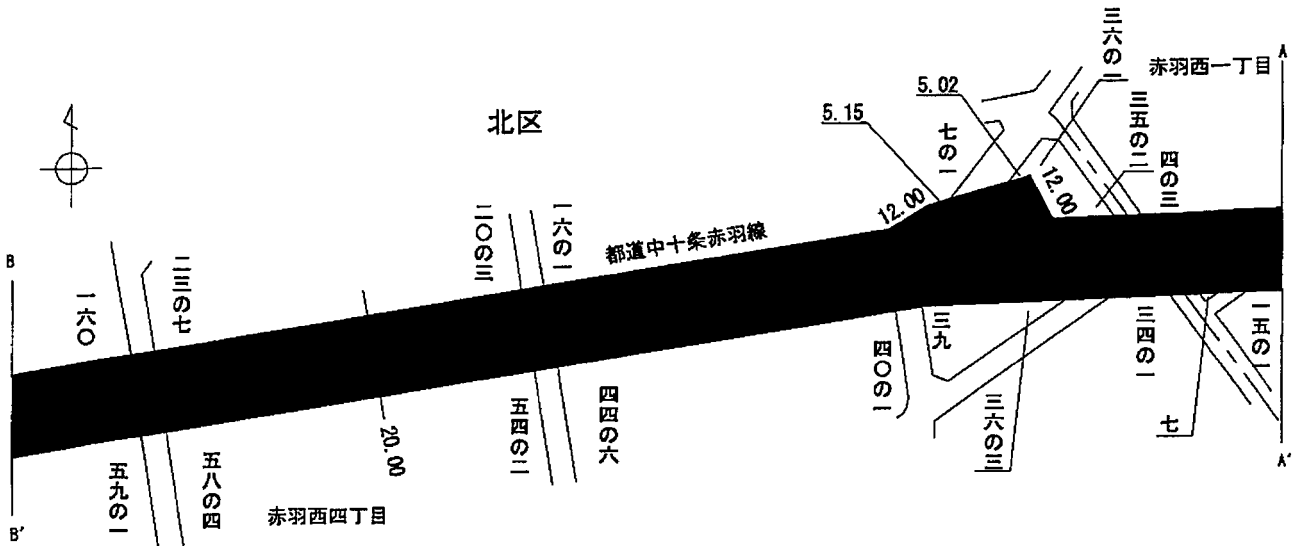 三六の一
A
赤羽西一丁目
5.02
三五の二
5.15
北区
七の一
四の三
12.00
12.00
一六の一
二〇の三
都道中十条赤羽線
B
二三の七
一六〇
三九
三四の一
一五の一
四〇の一
四四の六
五四の二
三六の三
20.00
七
五八の四
五九の一
A'
赤羽西四丁目
B'